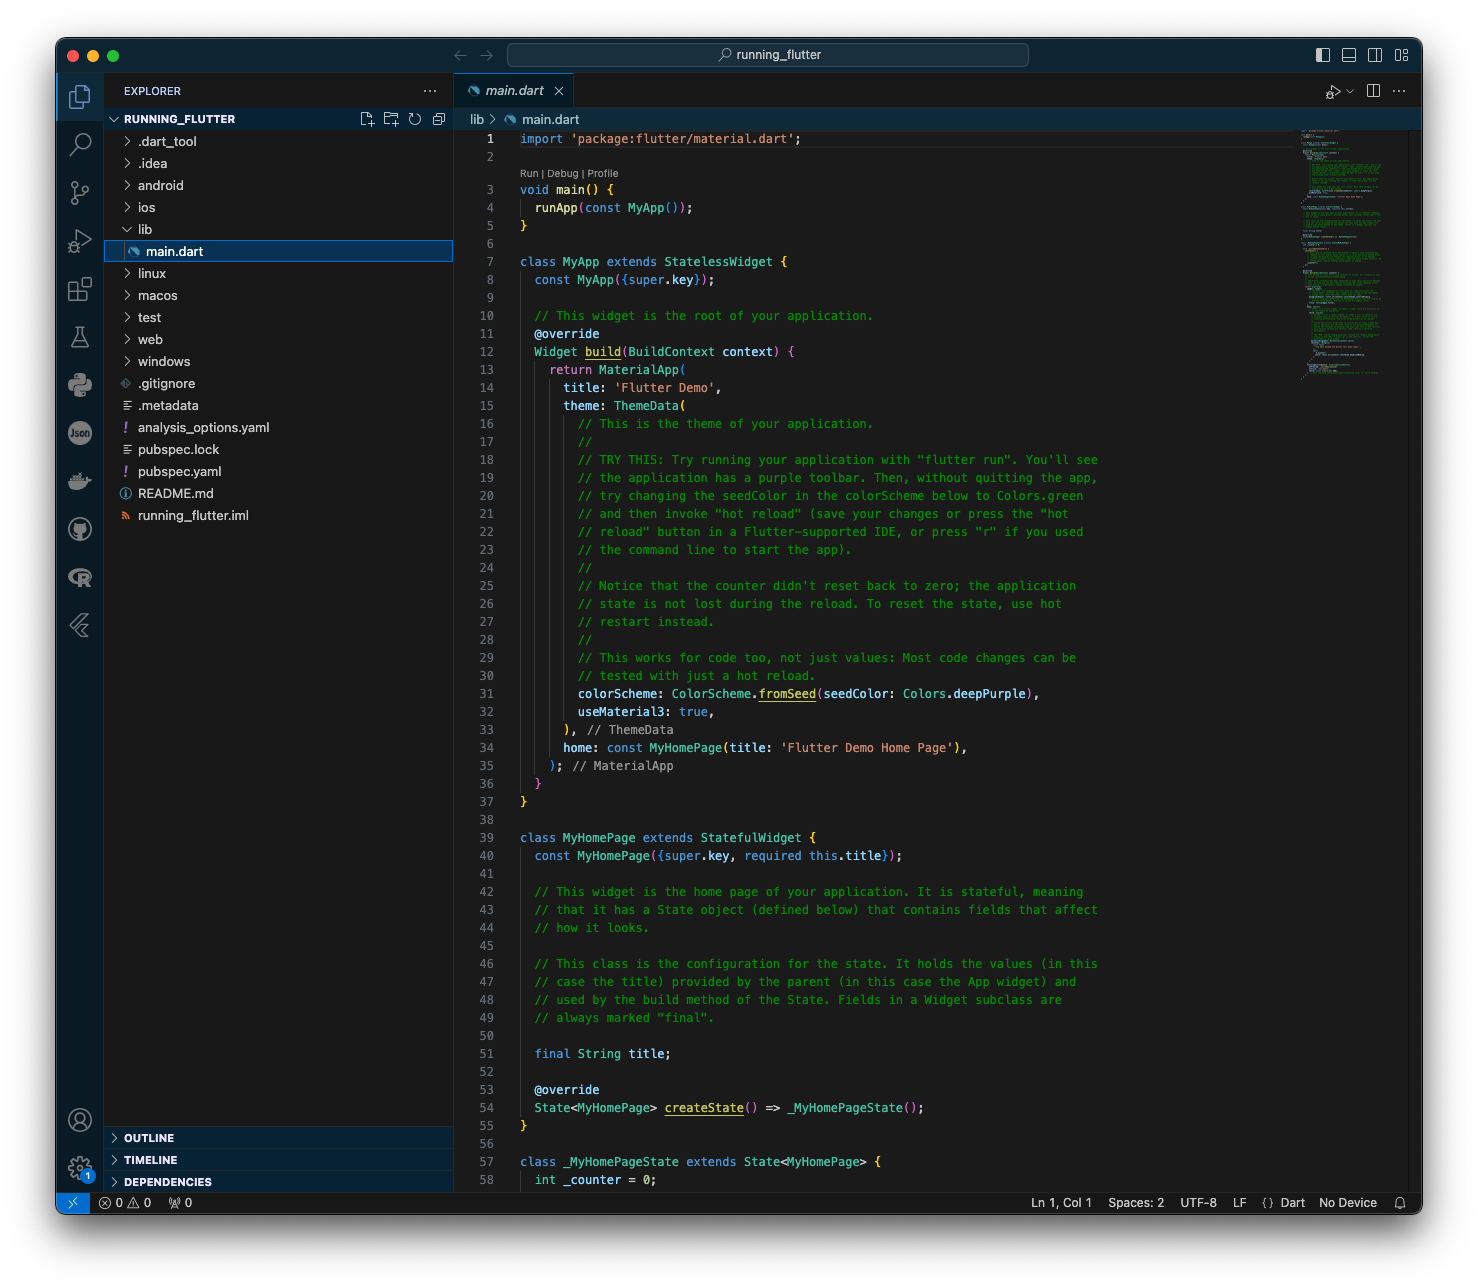 running_flutter
EXPLORER
main.dart
RUNNING_FLUTTER
lib > main.dart
.dart_tool
.idea
android
ios
lib
main.dart
linux
macos
test
web
windows
.gitignore
.metadata
! analysis_options.yaml
pubspec.lock
! pubspec.yaml
README.md
running_flutter.iml
Json
OUTLINE
TIMELINE
DEPENDENCIES
1
1 import 'package:flutter/material.dart';
2
Run | Debug | Profile
3 void main() {
4 runApp(const MyApp());
5 }
6
7 class MyApp extends StatelessWidget {
8 const MyApp({super.key});
9
10 // This widget is the root of your application.
11 @override
12 Widget build(BuildContext context) {
13 return MaterialApp(
14 title: 'Flutter Demo',
15 theme: ThemeData(
16 // This is the theme of your application.
17 //
18 // TRY THIS: Try running your application with "flutter run". You'll see
19 // the application has a purple toolbar. Then, without quitting the app,
20 // try changing the seedColor in the colorScheme below to Colors.green
21 // and then invoke "hot reload" (save your changes or press the "hot
22 // reload" button in a Flutter-supported IDE, or press "r" if you used
23 // the command line to start the app).
24 //
25 // Notice that the counter didn't reset back to zero; the application
26 // state is not lost during the reload. To reset the state, use hot
27 // restart instead.
28 //
29 // This works for code too, not just values: Most code changes can be
30 // tested with just a hot reload.
31 colorScheme: ColorScheme.fromSeed(seedColor: Colors.deepPurple),
32 useMaterial3: true,
33 ), // ThemeData
34 home: const MyHomePage(title: 'Flutter Demo Home Page'),
35 ); // MaterialApp
36 }
37 }
38
39 class MyHomePage extends StatefulWidget {
40 const MyHomePage({super.key, required this.title});
41
42 // This widget is the home page of your application. It is stateful, meaning
43 // that it has a State object (defined below) that contains fields that affect
44 // how it looks.
45
46 // This class is the configuration for the state. It holds the values (in this
47 // case the title) provided by the parent (in this case the App widget) and
48 // used by the build method of the State. Fields in a Widget subclass are
49 // always marked "final".
50
51 final String title;
52
53 @override
54 State<MyHomePage> createState() => _MyHomePageState();
55 }
56
57 class _MyHomePageState extends State<MyHomePage> {
58 int _counter = 0;
0 0 0
Ln 1, Col 1 Spaces: 2 UTF-8 LF {} Dart No Device